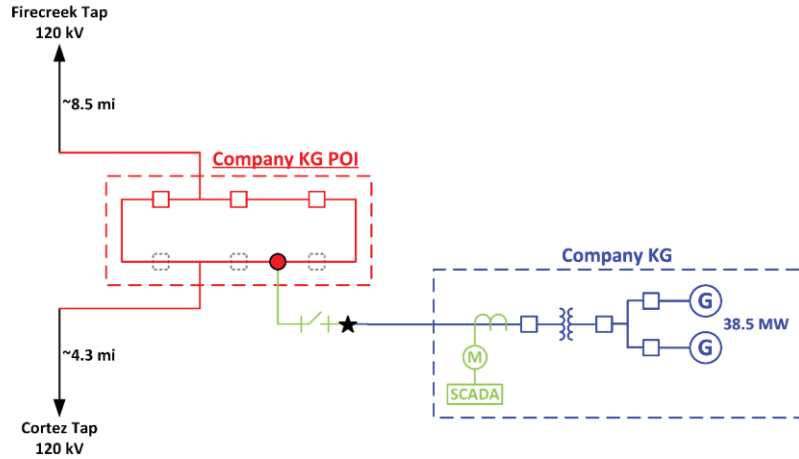 Firecreek Tap
120 kV
~8.5 mi
Company KG POI
Company KG
G
38.5 MW
G
M
SCADA
~4.3 mi
Cortez Tap
120 kV